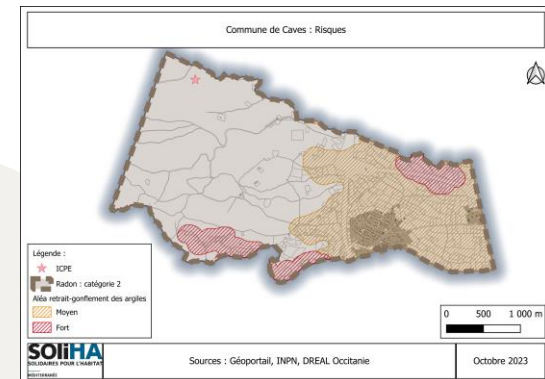 Commune de Caves : Risques
Légende :
ICPE
Radon : catégorie 2
Aléa retrait-gonflement des argiles
Moyen
Fort
0 500 1 000 m
SOLiHA
SOLIDAIRES POUR L'HABITAT
MÉDITERRANÉE
Sources : Géoportail, INPN, DREAL Occitanie
Octobre 2023